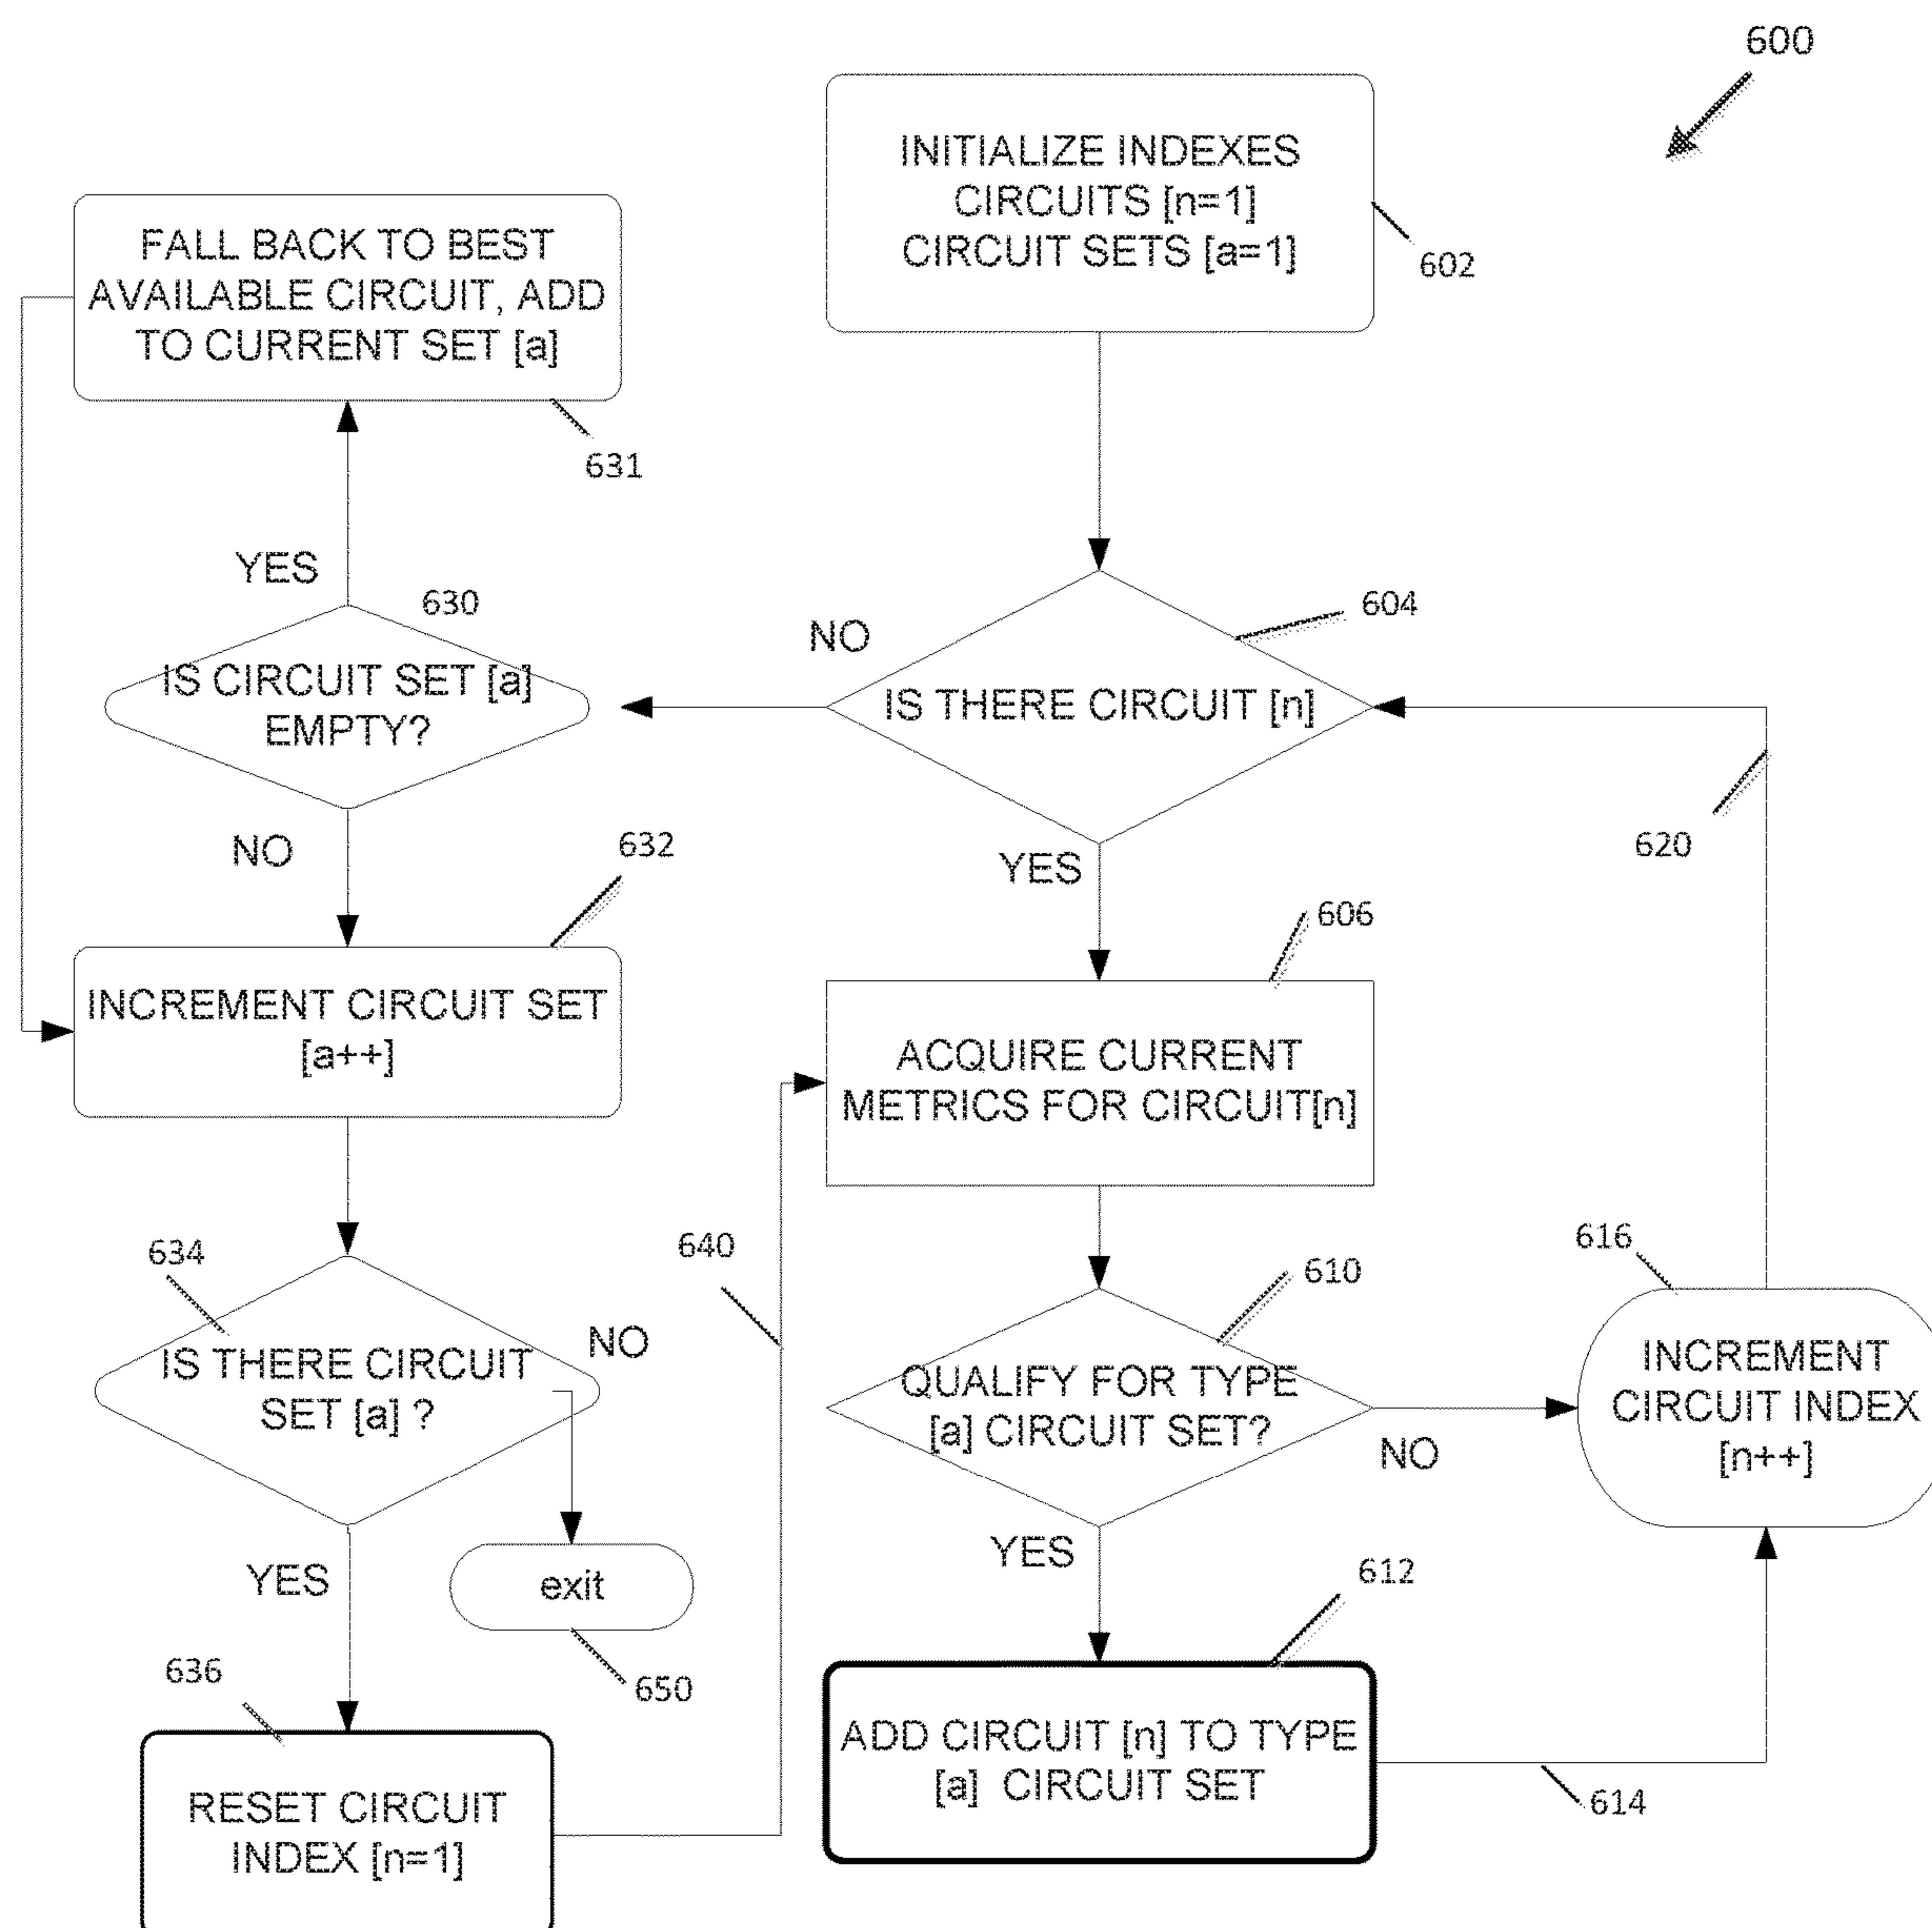 600
INITIALIZE INDEXES
CIRCUITS [n=1]
CIRCUIT SETS [a=1]
602
FALL BACK TO BEST
AVAILABLE CIRCUIT, ADD
TO CURRENT SET [a]
631
YES
630
IS CIRCUIT SET [a]
EMPTY?
NO
604
IS THERE CIRCUIT [n]
NO
632
YES
620
606
INCREMENT CIRCUIT SET
[a++]
ACQUIRE CURRENT
METRICS FOR CIRCUIT[n]
634
640
610
616
IS THERE CIRCUIT
SET [a] ?
NO
QUALIFY FOR TYPE
[a] CIRCUIT SET?
NO
INCREMENT
CIRCUIT INDEX
[n++]
YES
exit
650
YES
612
636
RESET CIRCUIT
INDEX [n=1]
ADD CIRCUIT [n] TO TYPE
[a] CIRCUIT SET
614